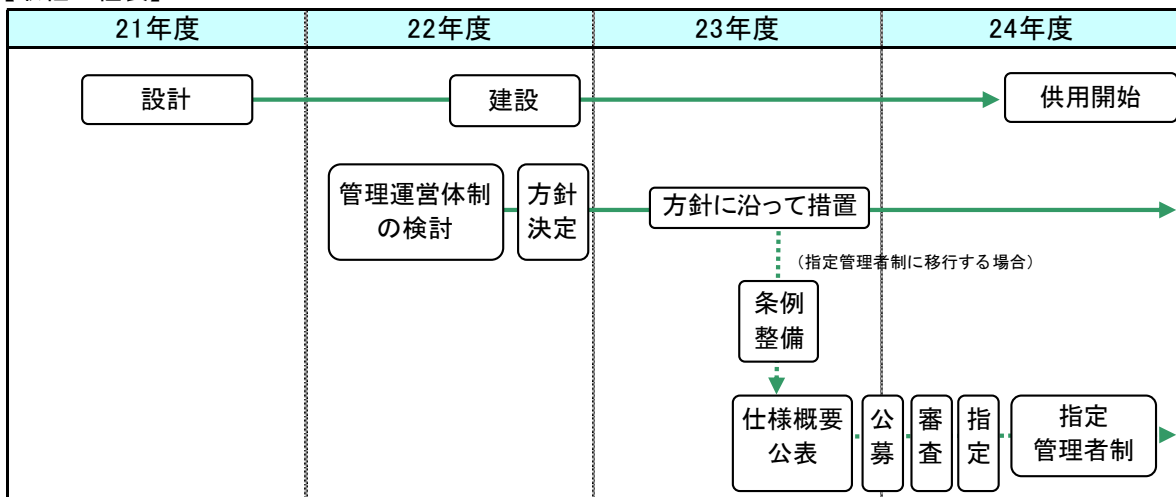 21年度
22年度
23年度
24年度
設計
建設
供用開始
管理運営体制
の検討
方針
決定
方針に沿って措置
（指定管理者制に移行する場合）
条例
整備
仕様概要
公表
公募
審査
指定
指定
管理者制